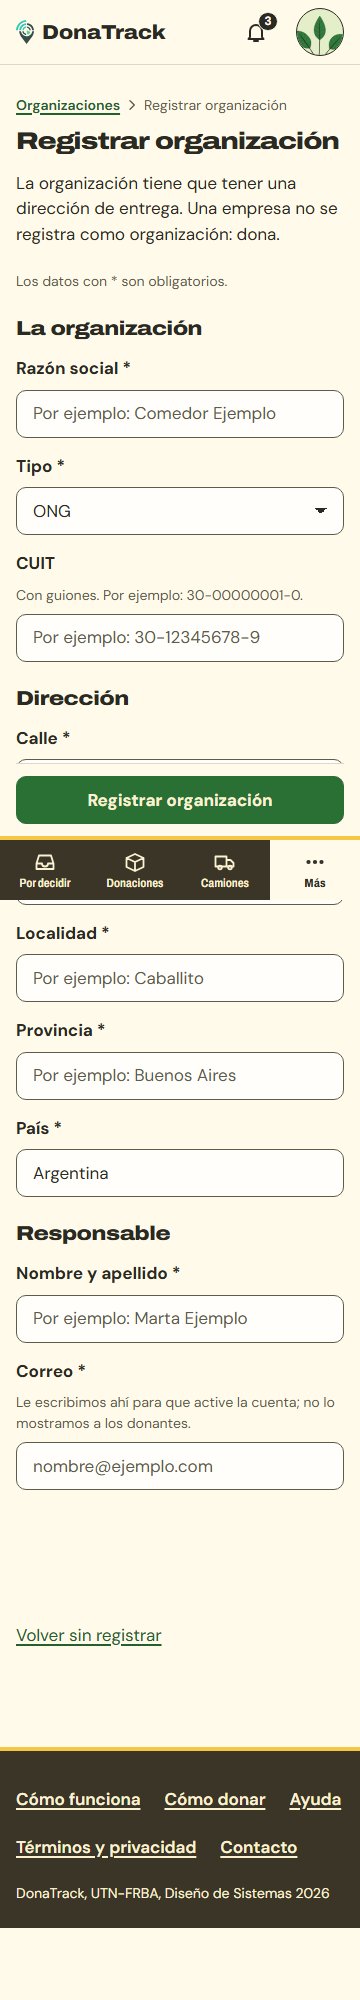 DonaTrack
3
Organizaciones > Registrar organización
Registrar organización
La organización tiene que tener una
dirección de entrega. Una empresa no se
registra como organización: dona.
Los datos con * son obligatorios.
La organización
Razón social *
Por ejemplo: Comedor Ejemplo
Tipo *
ONG
CUIT
Con guiones. Por ejemplo: 30-00000001-0.
Por ejemplo: 30-12345678-9
Dirección
Calle *
Registrar organización
Por decidir
Donaciones
Camiones
Más
Localidad *
Por ejemplo: Caballito
Provincia *
Por ejemplo: Buenos Aires
País *
Argentina
Responsable
Nombre y apellido *
Por ejemplo: Marta Ejemplo
Correo *
Le escribimos ahí para que active la cuenta; no lo
mostramos a los donantes.
nombre@ejemplo.com
Volver sin registrar
Cómo funciona Cómo donar Ayuda
Términos y privacidad Contacto
DonaTrack, UTN-FRBA, Diseño de Sistemas 2026